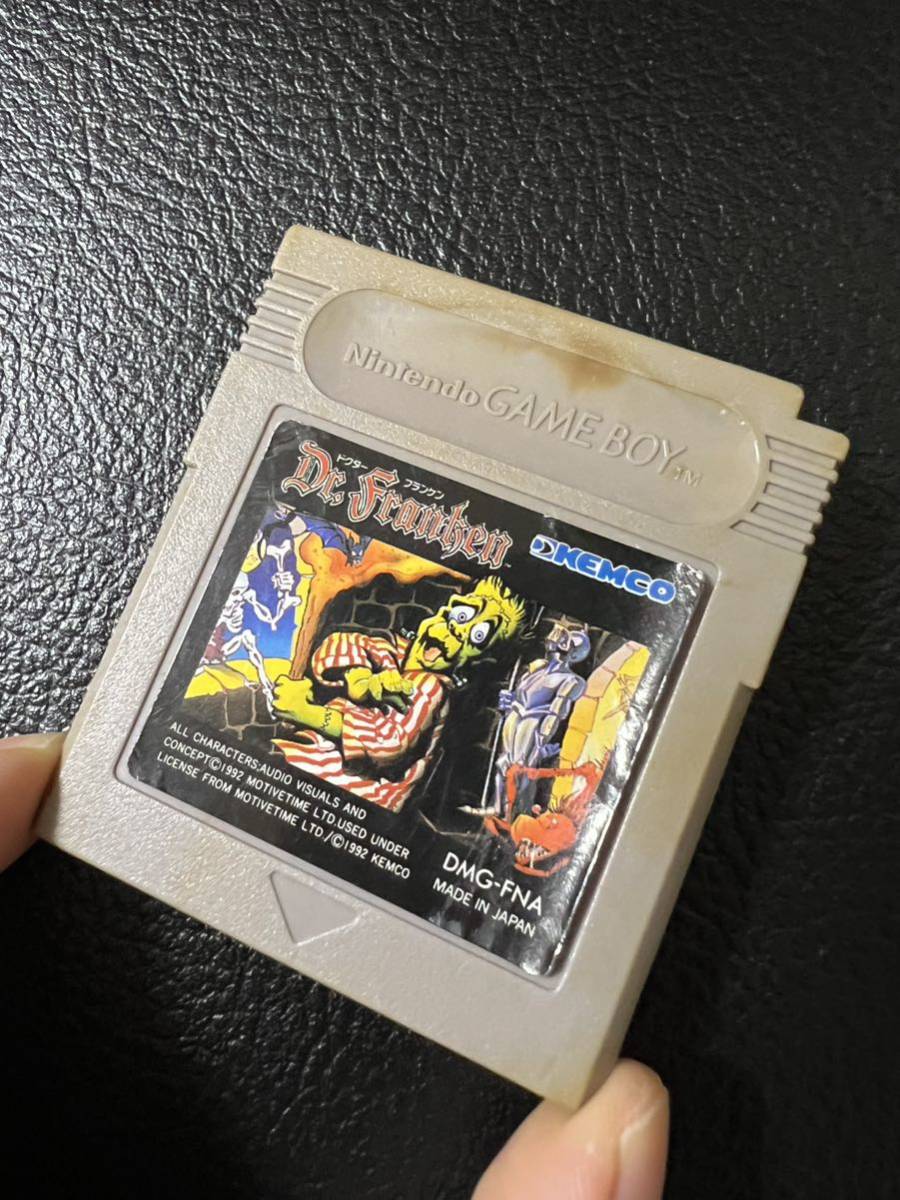 Nintendo GAME BOY™
ドクター フランケン
Dr. Franken™
KEMCO
ALL CHARACTERS:AUDIO VISUALS AND
CONCEPT©1992 MOTIVETIME LTD.USED UNDER
LICENSE FROM MOTIVETIME LTD./©1992 KEMCO
DMG-FNA
MADE IN JAPAN